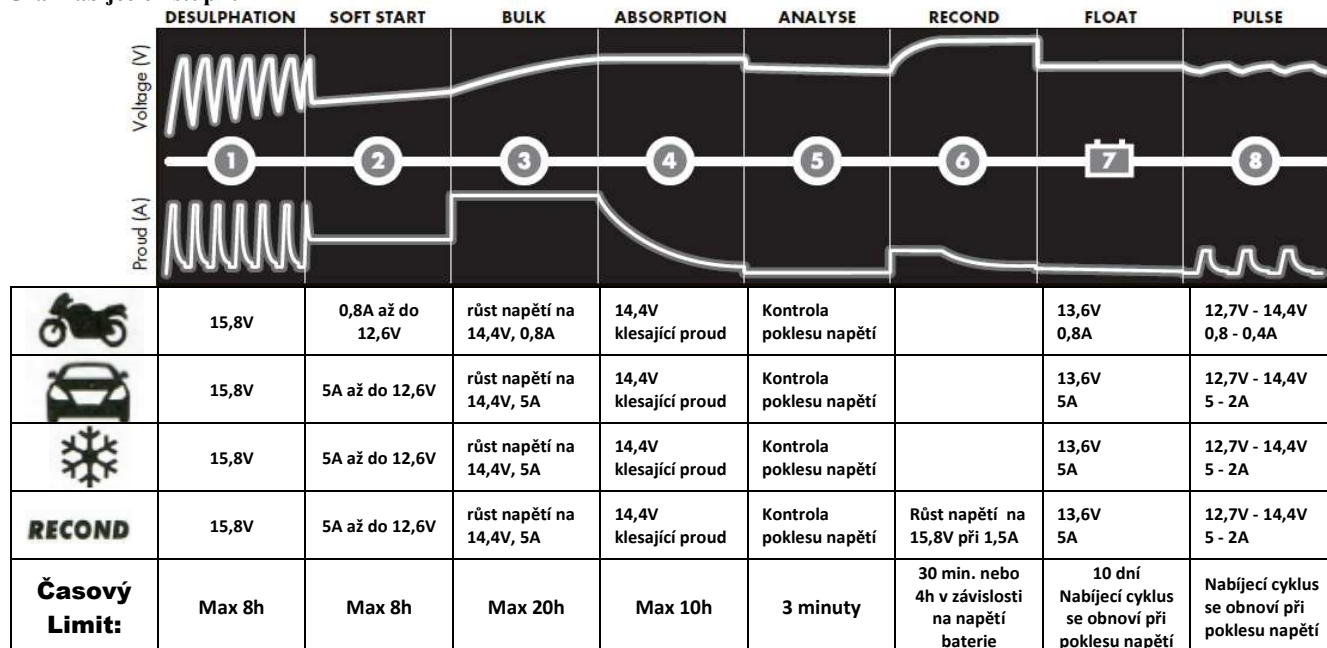 DESULPHATION SOFT START BULK ABSORPTION ANALYSE RECOND FLOAT PULSE
Voltage (V)
1 2 3 4 5 6 7 8
Proud (A)
15,8V
0,8A až do
12,6V
růst napětí na
14,4V, 0,8A
14,4V
klesající proud
Kontrola
poklesu napětí
13,6V
0,8A
12,7V - 14,4V
0,8 - 0,4A
15,8V
5A až do 12,6V
růst napětí na
14,4V, 5A
14,4V
klesající proud
Kontrola
poklesu napětí
13,6V
5A
12,7V - 14,4V
5 - 2A
15,8V
5A až do 12,6V
růst napětí na
14,4V, 5A
14,4V
klesající proud
Kontrola
poklesu napětí
13,6V
5A
12,7V - 14,4V
5 - 2A
RECOND
15,8V
5A až do 12,6V
růst napětí na
14,4V, 5A
14,4V
klesající proud
Kontrola
poklesu napětí
Růst napětí na
15,8V při 1,5A
13,6V
5A
12,7V - 14,4V
5 - 2A
Časový
Limit:
Max 8h
Max 8h
Max 20h
Max 10h
3 minuty
30 min. nebo
4h v závislosti
na napětí
baterie
10 dní
Nabíjecí cyklus
se obnoví při
poklesu napětí
Nabíjecí cyklus
se obnoví při
poklesu napětí